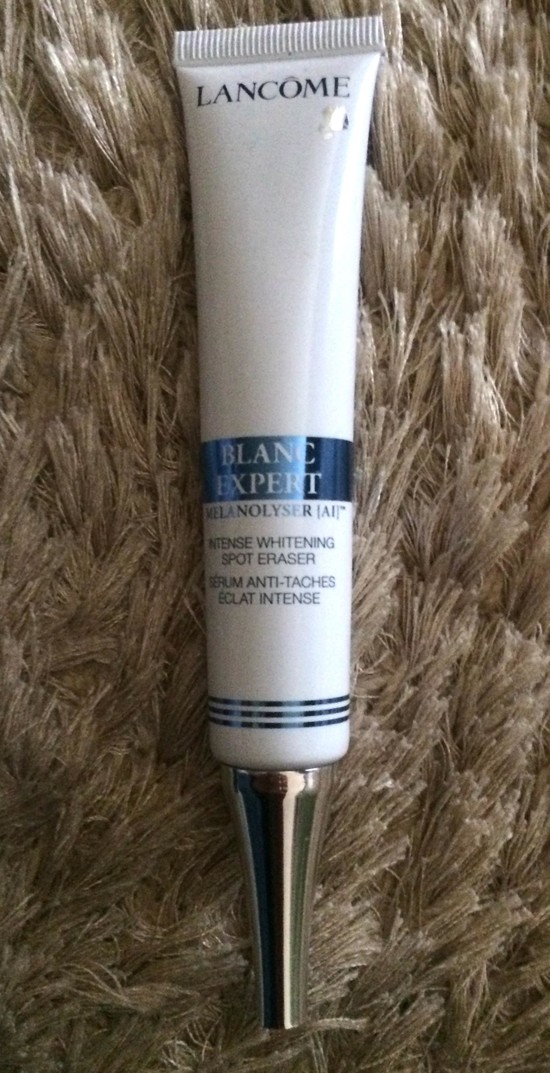 LANCÔME
BLANC
EXPERT
MELANOLYSER [AI]™
INTENSE WHITENING
SPOT ERASER
SÉRUM ANTI-TACHES
ÉCLAT INTENSE